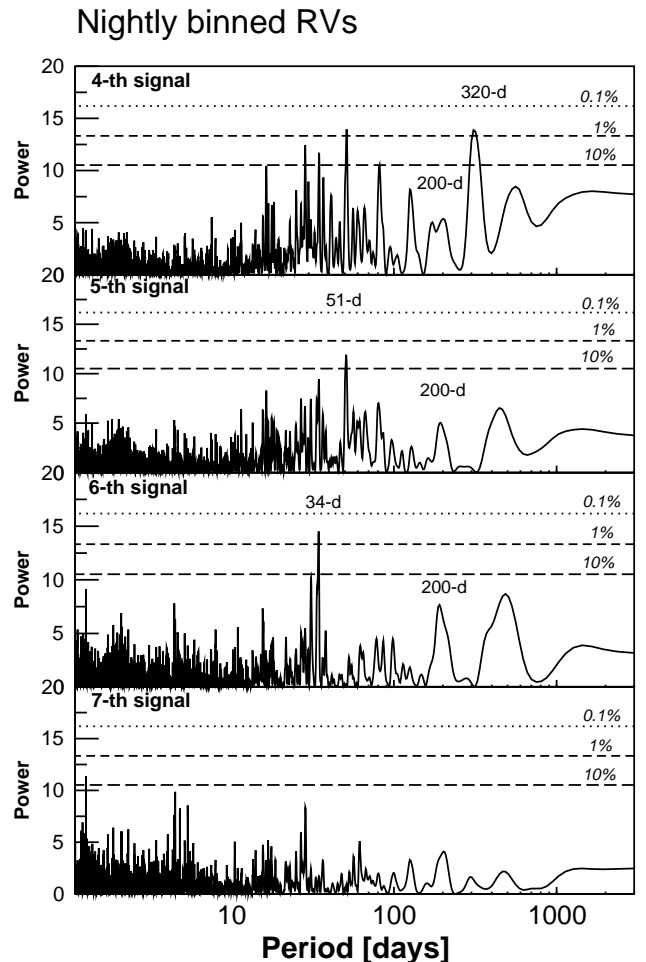 Nightly binned RVs
20
4-th signal
320-d
0.1%
15
1%
10%
10
200-d
5
Power
20
5-th signal
51-d
0.1%
15
1%
10%
10
200-d
5
Power
20
6-th signal
34-d
0.1%
15
1%
10%
10
200-d
5
Power
20
7-th signal
0.1%
15
1%
10%
10
5
Power
0
10
100
1000
Period [days]